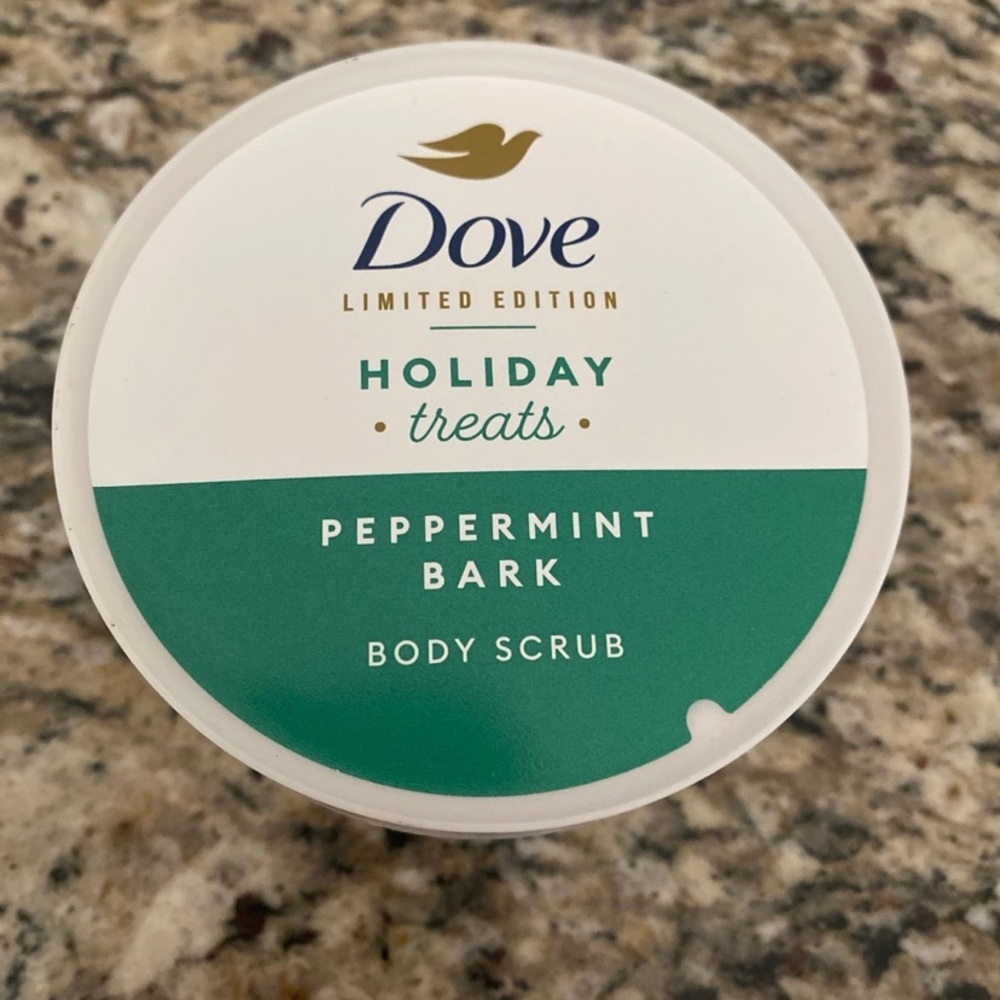 Dove
LIMITED EDITION
HOLIDAY
• treats •
PEPPERMINT
BARK
BODY SCRUB